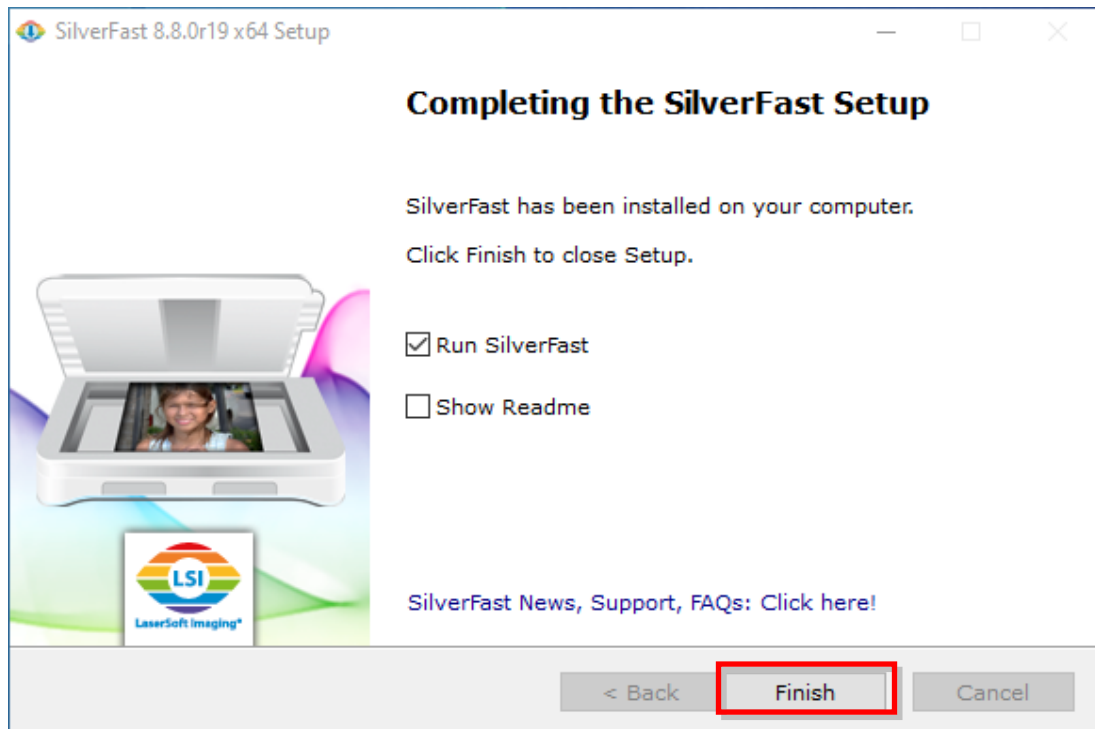 SilverFast 8.8.0r19 x64 Setup
Completing the SilverFast Setup
SilverFast has been installed on your computer.
Click Finish to close Setup.
Run SilverFast
Show Readme
LSI
LaserSoft Imaging®
SilverFast News, Support, FAQs: Click here!
< Back
Finish
Cancel